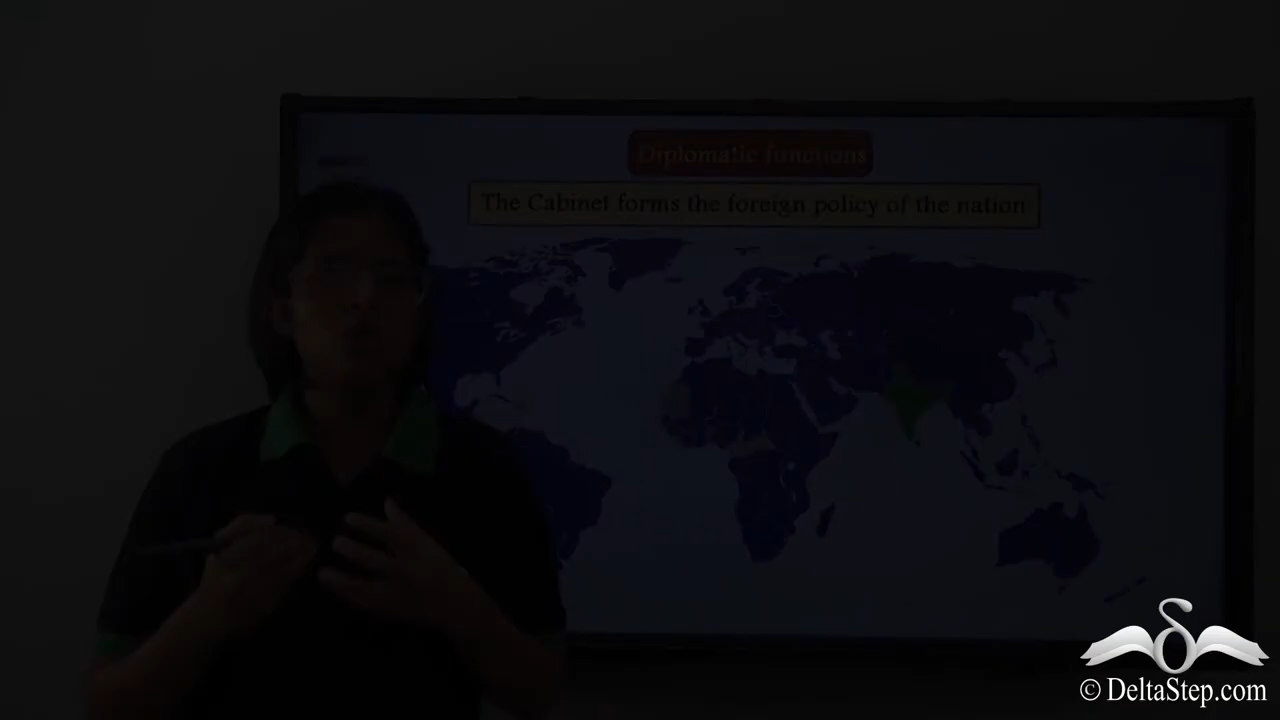 Diplomatic functions
The Cabinet forms the foreign policy of the nation
© DeltaStep.com